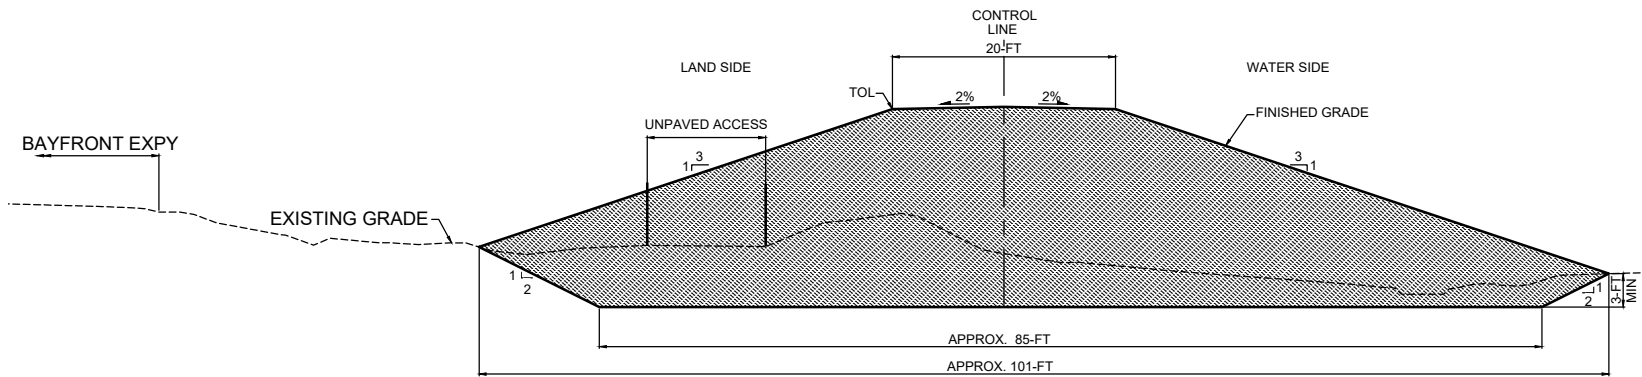 CONTROL
LINE
20-FT
LAND SIDE
WATER SIDE
TOL
2%
2%
FINISHED GRADE
UNPAVED ACCESS
BAYFRONT EXPY
3
1
3
1
EXISTING GRADE
1
2
1
2
3-FT
MIN
APPROX. 85-FT
APPROX. 101-FT